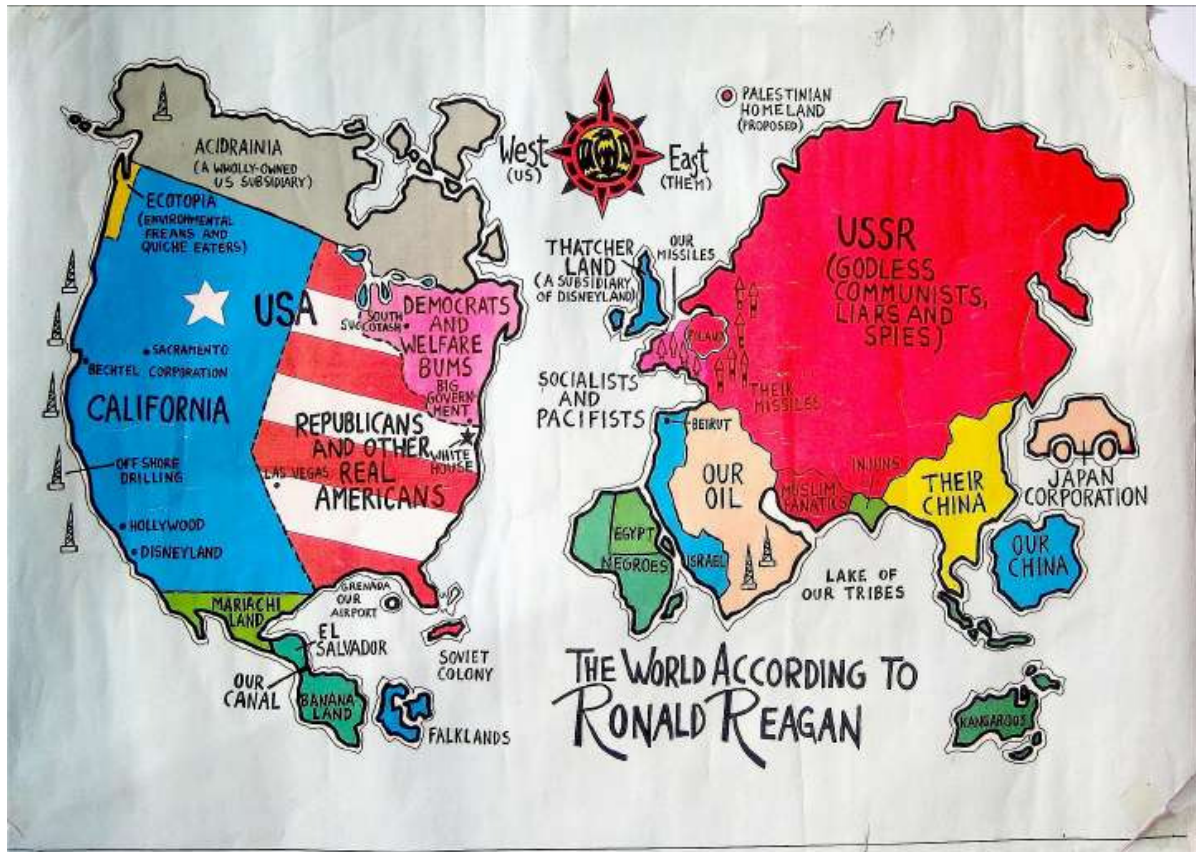 ACIDRAINIA
(A WHOLLY-OWNED
US SUBSIDIARY)
ECOTOPIA
(ENVIRONMENTAL
FREAKS AND
QUICHE EATERS)
USA
SACRAMENTO
BECHTEL CORPORATION
CALIFORNIA
OFFSHORE
DRILLING
HOLLYWOOD
DISNEYLAND
SOUTH
SUCCOTASH
DEMOCRATS
AND
WELFARE
BUMS
BIG
GOVERN-
MENT
REPUBLICANS
AND OTHER
REAL
AMERICANS
WHITE
HOUSE
LAS VEGAS
MARIACHI
LAND
GRENADA
OUR
AIRPORT
EL
SALVADOR
SOVIET
COLONY
OUR
CANAL
BANANA
LAND
FALKLANDS
West
(US)
East
(THEM)
PALESTINIAN
HOMELAND
(PROPOSED)
THATCHER
LAND
(A SUBSIDIARY
OF DISNEYLAND)
OUR
MISSILES
USSR
(GODLESS
COMMUNISTS,
LIARS AND
SPIES)
POLAND
THEIR
MISSILES
SOCIALISTS
AND
PACIFISTS
BEIRUT
OUR
OIL
ISRAEL
EGYPT
NEGROES
MUSLIM
FANATICS
INJUNS
THEIR
CHINA
JAPAN
CORPORATION
OUR
CHINA
LAKE OF
OUR TRIBES
KANGAROOS
THE WORLD ACCORDING TO
RONALD REAGAN